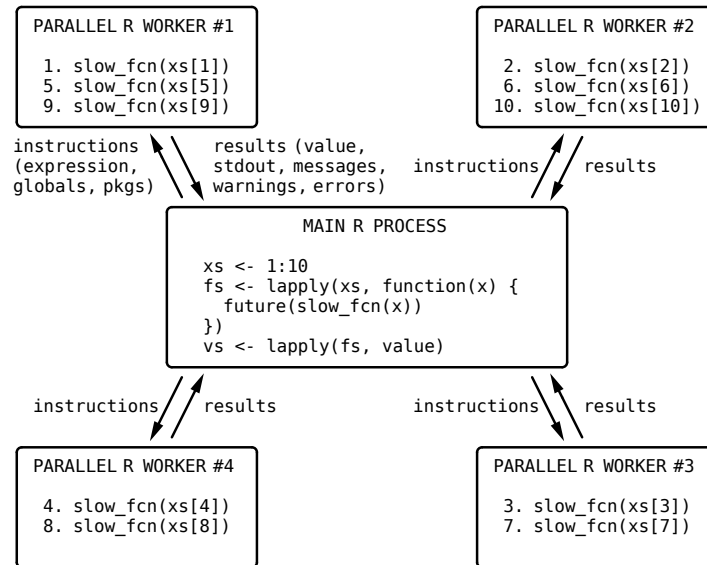 PARALLEL R WORKER #1
1. slow_fcn(xs[1])
5. slow_fcn(xs[5])
9. slow_fcn(xs[9])
PARALLEL R WORKER #2
2. slow_fcn(xs[2])
6. slow_fcn(xs[6])
10. slow_fcn(xs[10])
instructions
(expression,
globals, pkgs)
results (value,
stdout, messages,
warnings, errors)
instructions
results
MAIN R PROCESS
xs <- 1:10
fs <- lapply(xs, function(x) {
  future(slow_fcn(x))
})
vs <- lapply(fs, value)
instructions
results
instructions
results
PARALLEL R WORKER #4
4. slow_fcn(xs[4])
8. slow_fcn(xs[8])
PARALLEL R WORKER #3
3. slow_fcn(xs[3])
7. slow_fcn(xs[7])